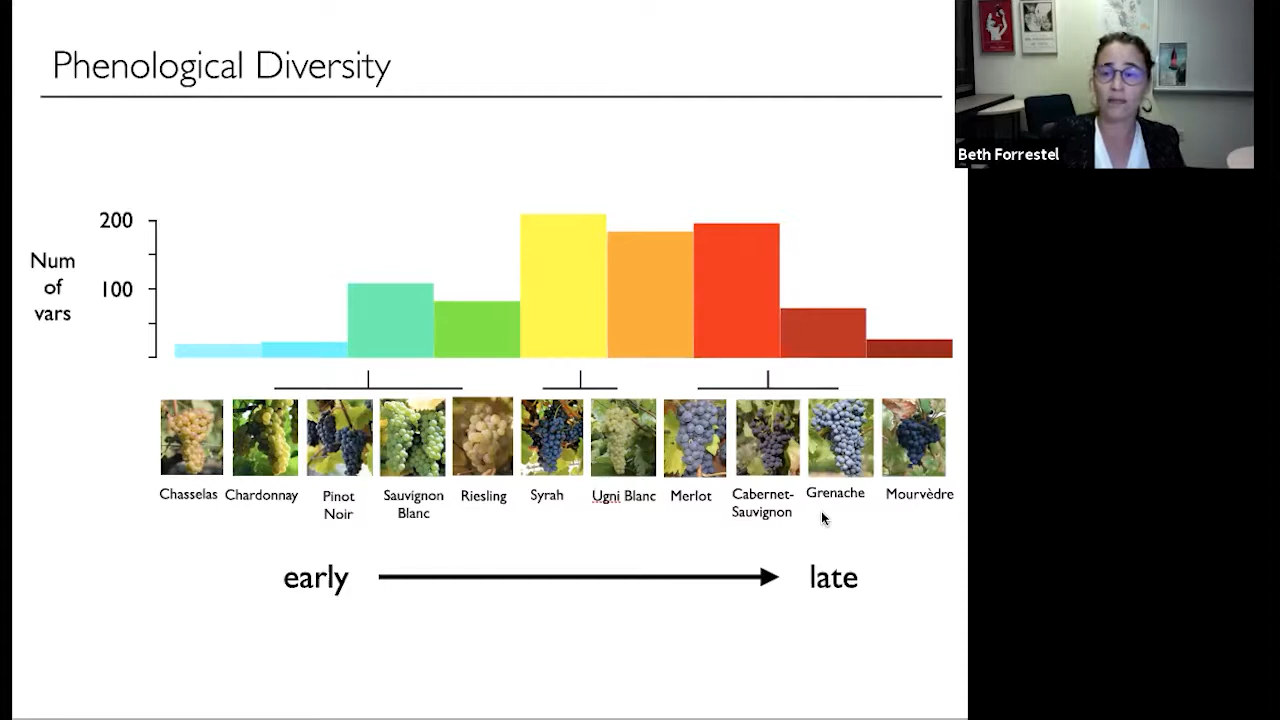 Phenological Diversity
Beth Forrestel
200
100
Num
of
vars
Chasselas
Chardonnay
Pinot
Noir
Sauvignon
Blanc
Riesling
Syrah
Ugni Blanc
Merlot
Cabernet-
Sauvignon
Grenache
Mourvèdre
early
late